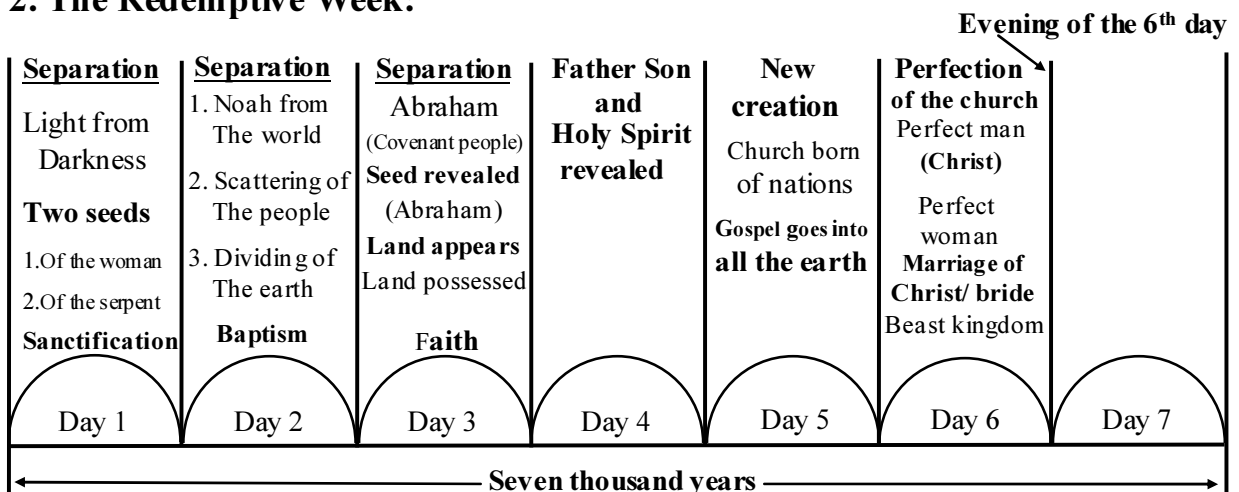 2. The Redemptive Week:
Evening of the 6th day
Separation
Light from
Darkness
Two seeds
1.Of the woman
2.Of the serpent
Sanctification
Separation
1. Noah from
The world
2. Scattering of
The people
3. Dividing of
The earth
Baptism
Separation
Abraham
(Covenant people)
Seed revealed
(Abraham)
Land appears
Land possessed
Faith
Father Son
and
Holy Spirit
revealed
New
creation
Church born
of nations
Gospel goes into
all the earth
Perfection
of the church
Perfect man
(Christ)
Perfect
woman
Marriage of
Christ/ bride
Beast kingdom
Day 1
Day 2
Day 3
Day 4
Day 5
Day 6
Day 7
Seven thousand years